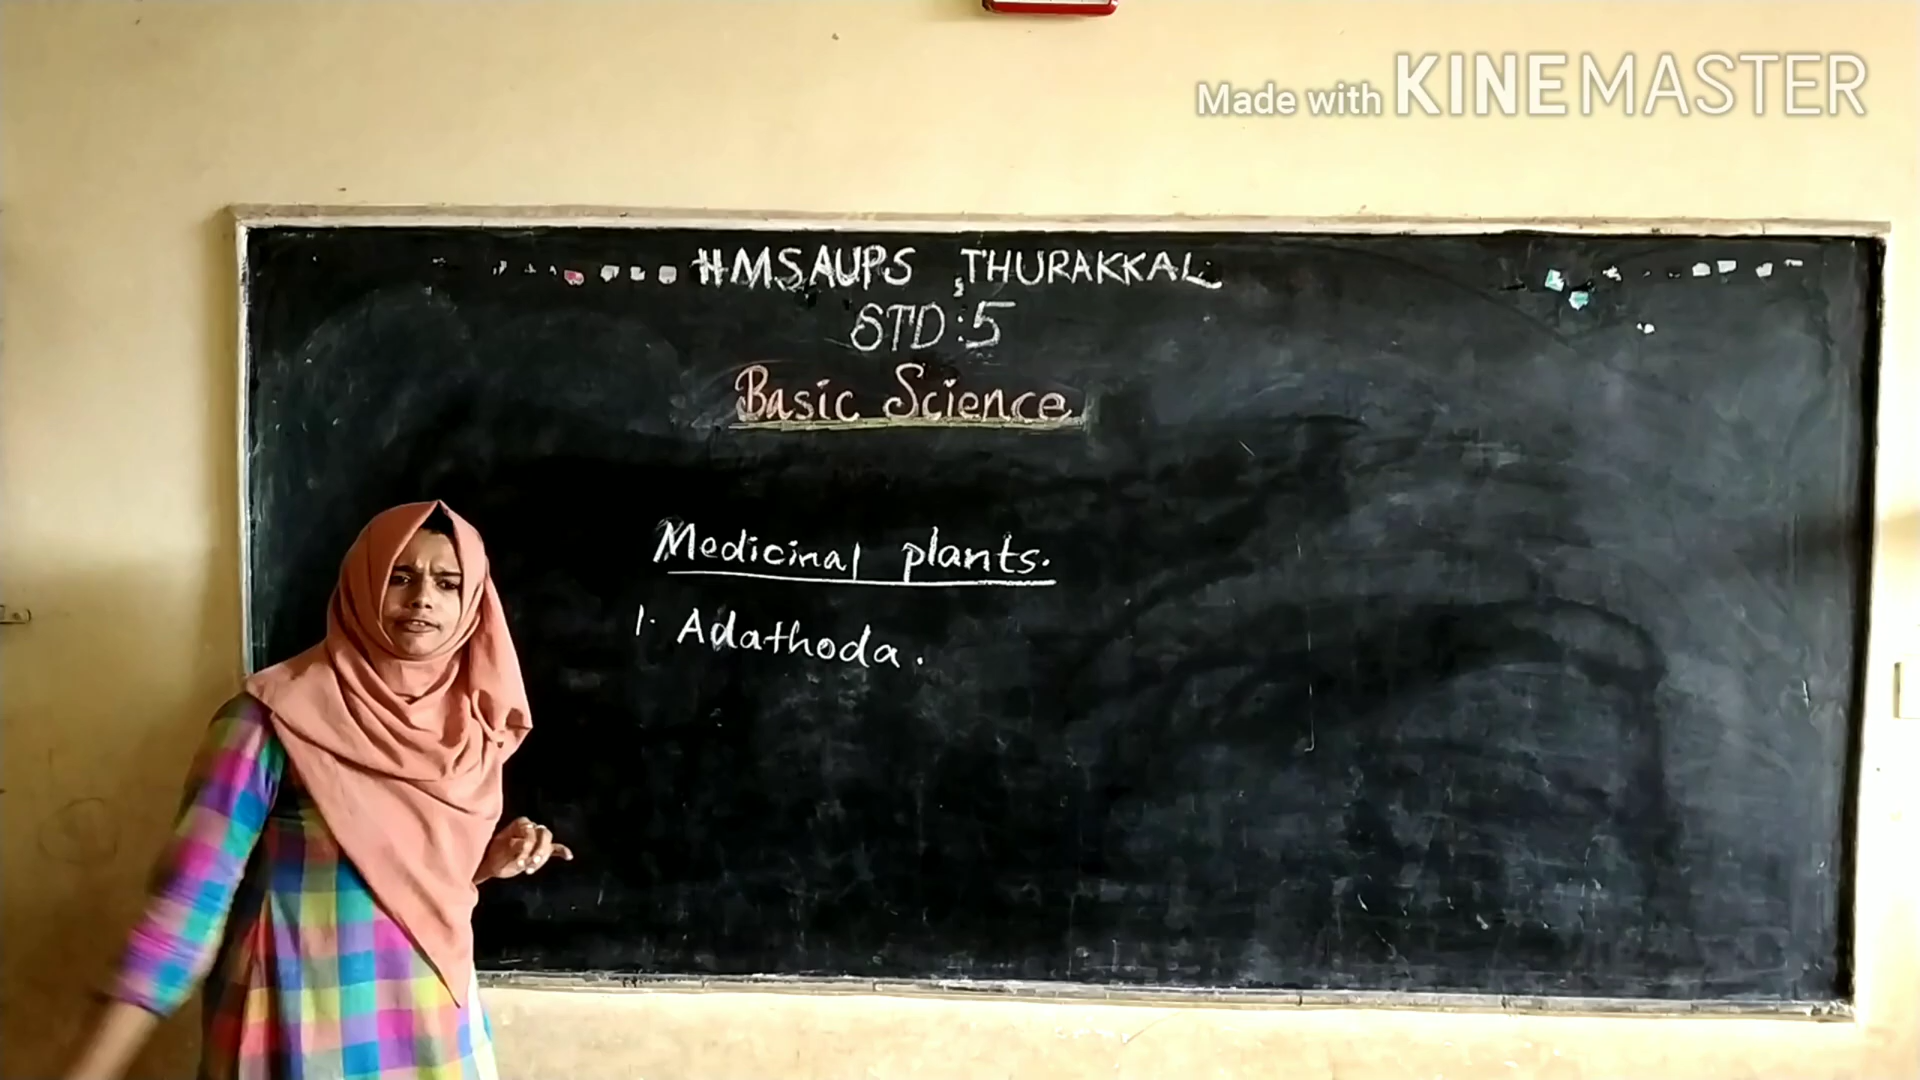 Made with KINEMASTER
HMSAUPS THURAKKAL
STD:5
Basic Science
Medicinal plants.
1. Adathoda.